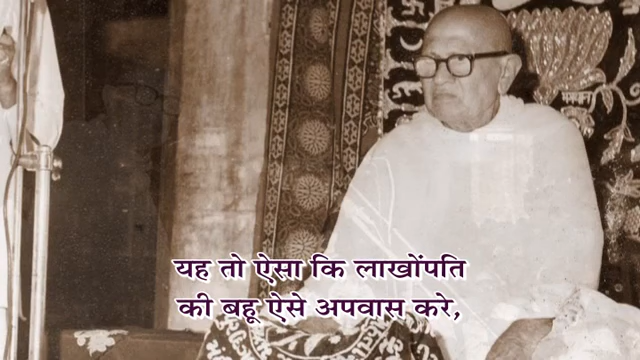 यह तो ऐसा कि लाखोंपति
की बहू ऐसे अपवास करे,